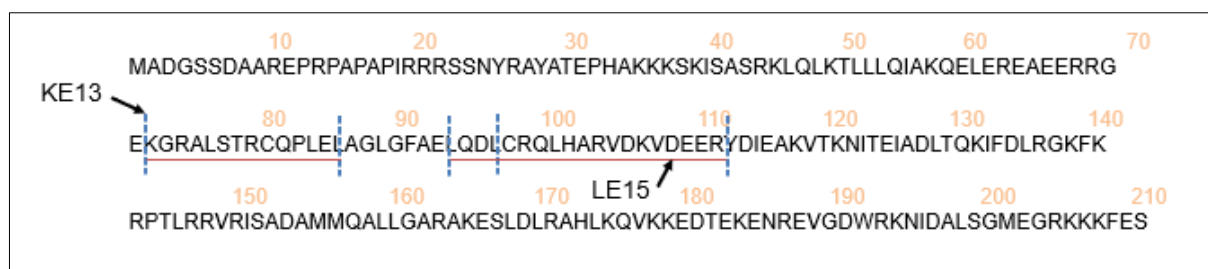 10 20 30 40 50 60 70
MADGSSDAAREPRPAPAPIRRRSSNYRAYATEPHAKKKSKISASRKLQLKTLLLQIAKQELEREAEERRG
KE13
80 90 100 110 120 130 140
EKGRALSTRCQPLELAGLGFAELQDLCRQLHARVDKVDEERYDIEAKVTKNITEIADLTQKIFDLRGKFK
LE15
150 160 170 180 190 200 210
RPTLRRVRISADAMMQALLGARAKESLDLRAHLKQVKKEDTEKENREVGDWRKNIDALSGMEGRKKKFES